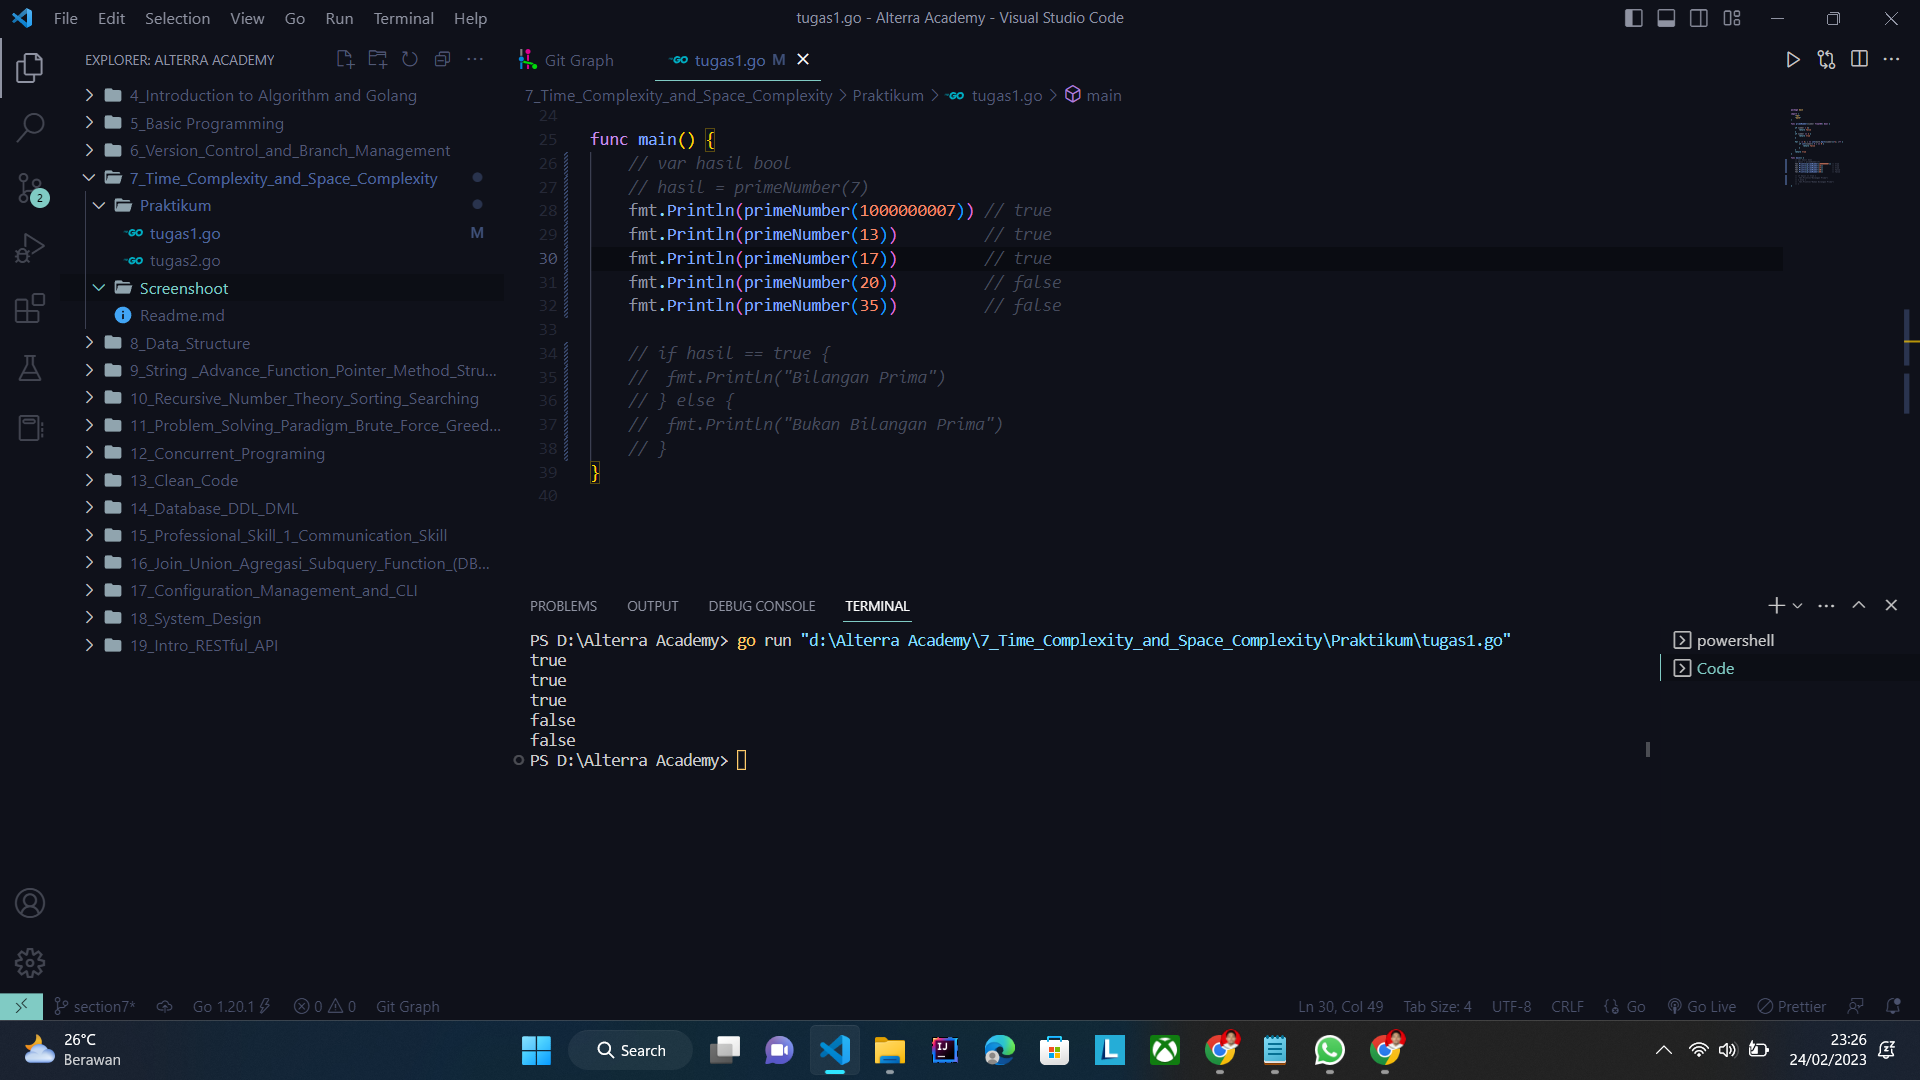 File Edit Selection View Go Run Terminal Help
tugas1.go - Alterra Academy - Visual Studio Code
EXPLORER: ALTERRA ACADEMY
4_Introduction to Algorithm and Golang
5_Basic Programming
6_Version_Control_and_Branch_Management
7_Time_Complexity_and_Space_Complexity
Praktikum
tugas1.go M
tugas2.go
Screenshoot
Readme.md
8_Data_Structure
9_String _Advance_Function_Pointer_Method_Stru...
10_Recursive_Number_Theory_Sorting_Searching
11_Problem_Solving_Paradigm_Brute_Force_Greed...
12_Concurrent_Programing
13_Clean_Code
14_Database_DDL_DML
15_Professional_Skill_1_Communication_Skill
16_Join_Union_Agregasi_Subquery_Function_(DB...
17_Configuration_Management_and_CLI
18_System_Design
19_Intro_RESTful_API
2
Git Graph
tugas1.go M
7_Time_Complexity_and_Space_Complexity > Praktikum > tugas1.go > main
24
25 func main() {
26 // var hasil bool
27 // hasil = primeNumber(7)
28 fmt.Println(primeNumber(1000000007)) // true
29 fmt.Println(primeNumber(13)) // true
30 fmt.Println(primeNumber(17)) // true
31 fmt.Println(primeNumber(20)) // false
32 fmt.Println(primeNumber(35)) // false
33
34 // if hasil == true {
35 // fmt.Println("Bilangan Prima")
36 // } else {
37 // fmt.Println("Bukan Bilangan Prima")
38 // }
39 }
40
PROBLEMS OUTPUT DEBUG CONSOLE TERMINAL
PS D:\Alterra Academy> go run "d:\Alterra Academy\7_Time_Complexity_and_Space_Complexity\Praktikum\tugas1.go"
true
true
true
false
false
PS D:\Alterra Academy>
powershell
Code
section7* Go 1.20.1 0 0 Git Graph
Ln 30, Col 49 Tab Size: 4 UTF-8 CRLF Go Go Live Prettier
26°C
Berawan
Search
23:26
24/02/2023